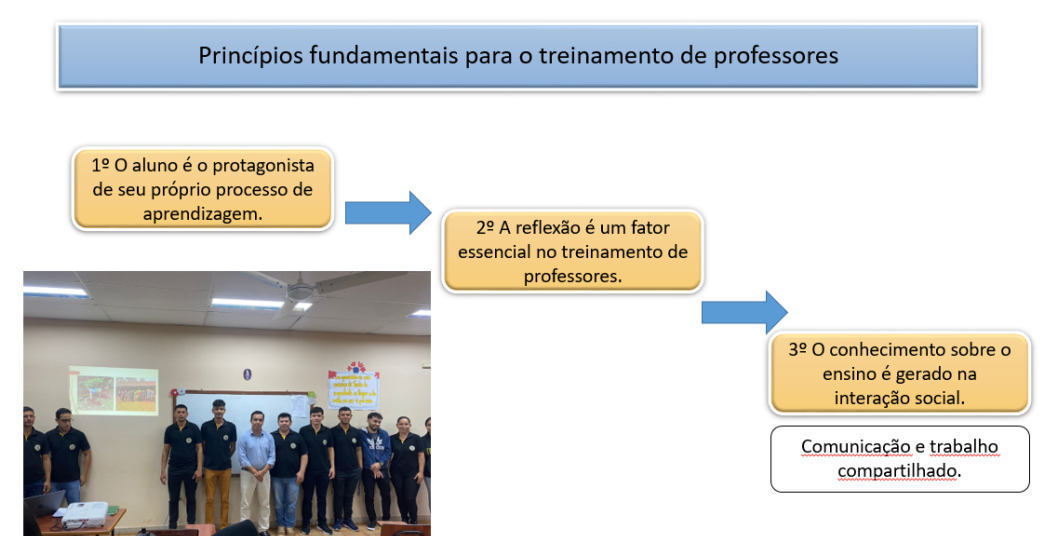 Princípios fundamentais para o treinamento de professores
1º O aluno é o protagonista
de seu próprio processo de
aprendizagem.
2º A reflexão é um fator
essencial no treinamento de
professores.
3º O conhecimento sobre o
ensino é gerado na
interação social.
Comunicação e trabalho
compartilhado.